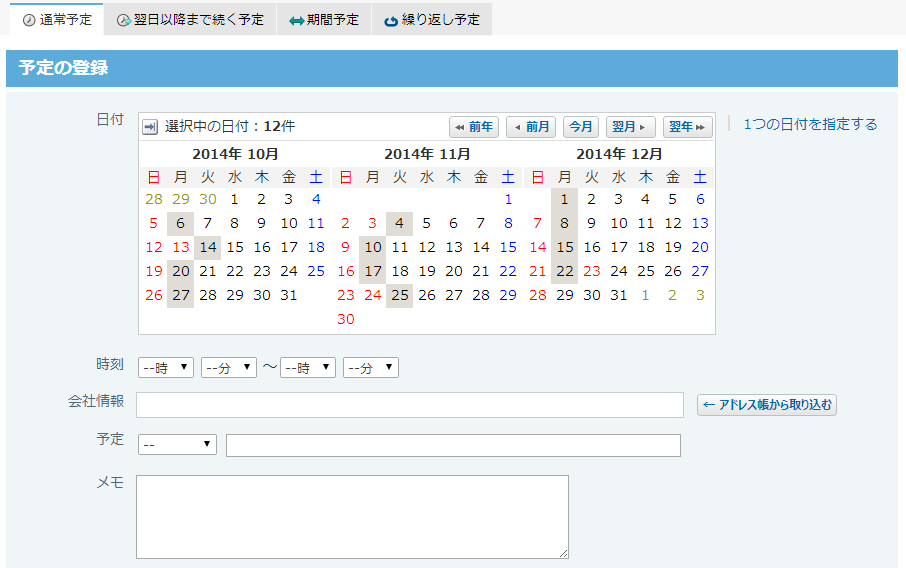 通常予定 翌日以降まで続く予定 期間予定 繰り返し予定
予定の登録
日付 選択中の日付：12件 前年 前月 今月 翌月 翌年 1つの日付を指定する
2014年 10月 2014年 11月 2014年 12月
日 月 火 水 木 金 土 日 月 火 水 木 金 土 日 月 火 水 木 金 土
28 29 30 1 2 3 4 1 1 2 3 4 5 6
5 6 7 8 9 10 11 2 3 4 5 6 7 8 7 8 9 10 11 12 13
12 13 14 15 16 17 18 9 10 11 12 13 14 15 14 15 16 17 18 19 20
19 20 21 22 23 24 25 16 17 18 19 20 21 22 21 22 23 24 25 26 27
26 27 28 29 30 31 23 24 25 26 27 28 29 28 29 30 31 1 2 3
30
時刻 --時 --分 ～ --時 --分
会社情報 ← アドレス帳から取り込む
予定 --
メモ